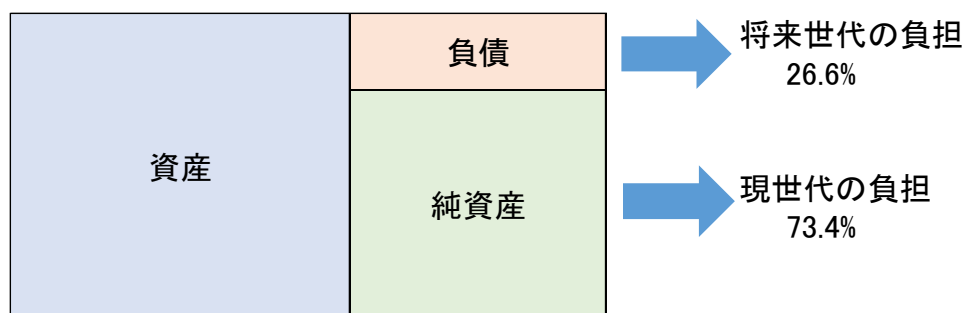 資産
負債
純資産
将来世代の負担
26.6%
現世代の負担
73.4%